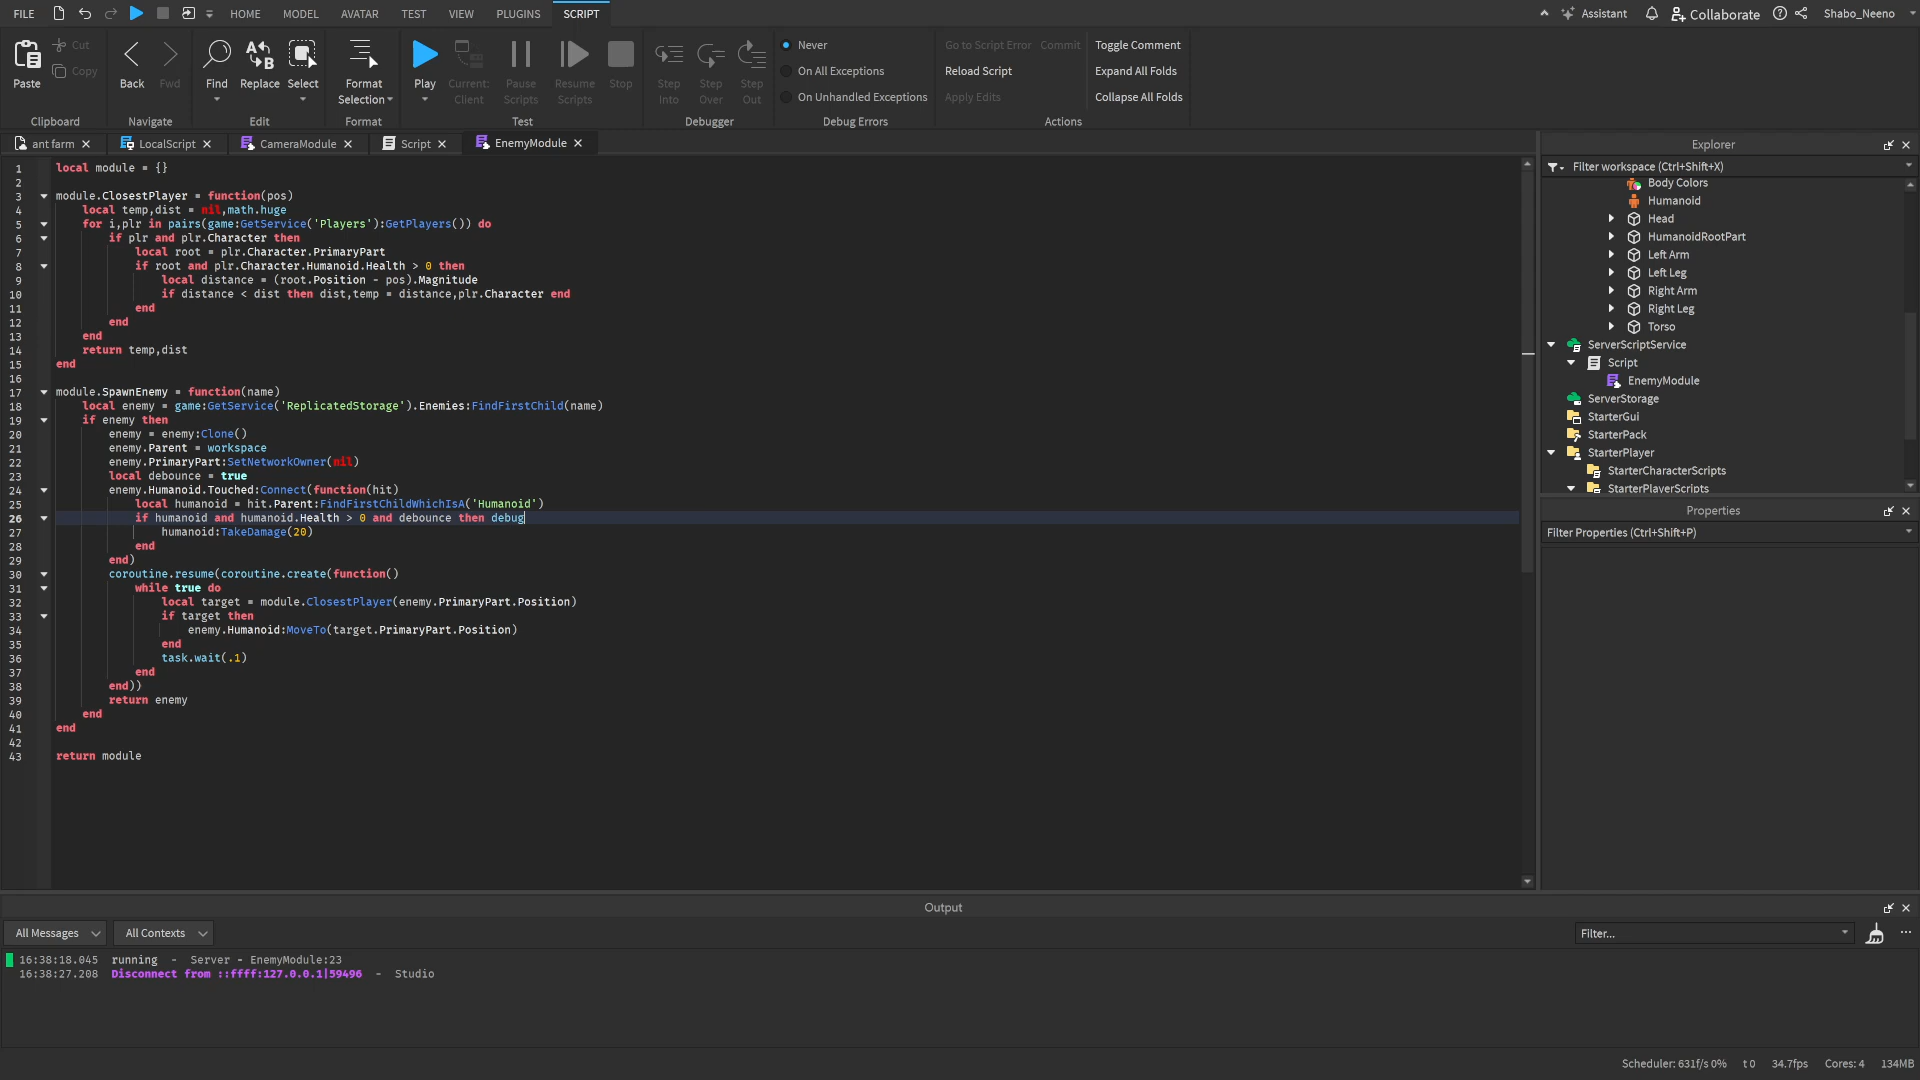 FILE HOME MODEL AVATAR TEST VIEW PLUGINS SCRIPT Assistant Collaborate Shabo_Neeno
Paste Cut Copy Back Fwd Find Replace Select Format Selection Play Current: Client Pause Scripts Resume Scripts Stop Step Into Step Over Step Out
Never
On All Exceptions
On Unhandled Exceptions
Go to Script Error Commit
Reload Script
Apply Edits
Toggle Comment
Expand All Folds
Collapse All Folds
Clipboard Navigate Edit Format Test Debugger Debug Errors Actions
ant farm LocalScript CameraModule Script EnemyModule
1 local module = {}
2
3 module.ClosestPlayer = function(pos)
4 local temp,dist = nil,math.huge
5 for i,plr in pairs(game:GetService('Players'):GetPlayers()) do
6 if plr and plr.Character then
7 local root = plr.Character.PrimaryPart
8 if root and plr.Character.Humanoid.Health > 0 then
9 local distance = (root.Position - pos).Magnitude
10 if distance < dist then dist,temp = distance,plr.Character end
11 end
12 end
13 end
14 return temp,dist
15 end
16
17 module.SpawnEnemy = function(name)
18 local enemy = game:GetService('ReplicatedStorage').Enemies:FindFirstChild(name)
19 if enemy then
20 enemy = enemy:Clone()
21 enemy.Parent = workspace
22 enemy.PrimaryPart:SetNetworkOwner(nil)
23 local debounce = true
24 enemy.Humanoid.Touched:Connect(function(hit)
25 local humanoid = hit.Parent:FindFirstChildWhichIsA('Humanoid')
26 if humanoid and humanoid.Health > 0 and debounce then debug
27 humanoid:TakeDamage(20)
28 end
29 end)
30 coroutine.resume(coroutine.create(function()
31 while true do
32 local target = module.ClosestPlayer(enemy.PrimaryPart.Position)
33 if target then
34 enemy.Humanoid:MoveTo(target.PrimaryPart.Position)
35 end
36 task.wait(.1)
37 end
38 end))
39 return enemy
40 end
41 end
42
43 return module
Explorer
Filter workspace (Ctrl+Shift+X)
Body Colors
Humanoid
Head
HumanoidRootPart
Left Arm
Left Leg
Right Arm
Right Leg
Torso
ServerScriptService
Script
EnemyModule
ServerStorage
StarterGui
StarterPack
StarterPlayer
StarterCharacterScripts
StarterPlayerScripts
Properties
Filter Properties (Ctrl+Shift+P)
Output
All Messages All Contexts Filter...
16:38:18.045 running - Server - EnemyModule:23
16:38:27.208 Disconnect from ::ffff:127.0.0.1|59496 - Studio
Scheduler: 631f/s 0% t 0 34.7fps Cores: 4 134MB